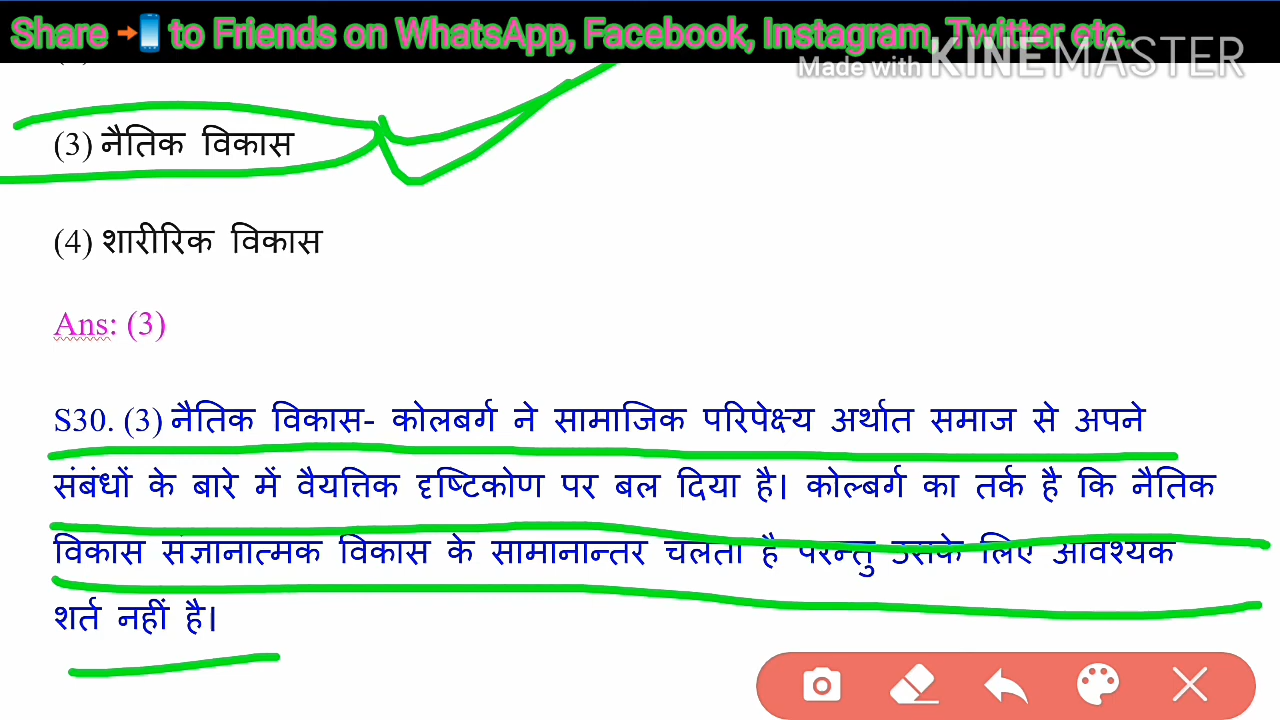 Share to Friends on WhatsApp, Facebook, Instagram, Twitter etc.
Made with KINEMASTER
(3) नैतिक विकास
(4) शारीरिक विकास
Ans: (3)
S30. (3) नैतिक विकास- कोलबर्ग ने सामाजिक परिपेक्ष्य अर्थात समाज से अपने
संबंधों के बारे में वैयत्तिक दृष्टिकोण पर बल दिया है। कोल्बर्ग का तर्क है कि नैतिक
विकास संज्ञानात्मक विकास के सामानान्तर चलता है परन्तु उसके लिए आवश्यक
शर्त नहीं है।